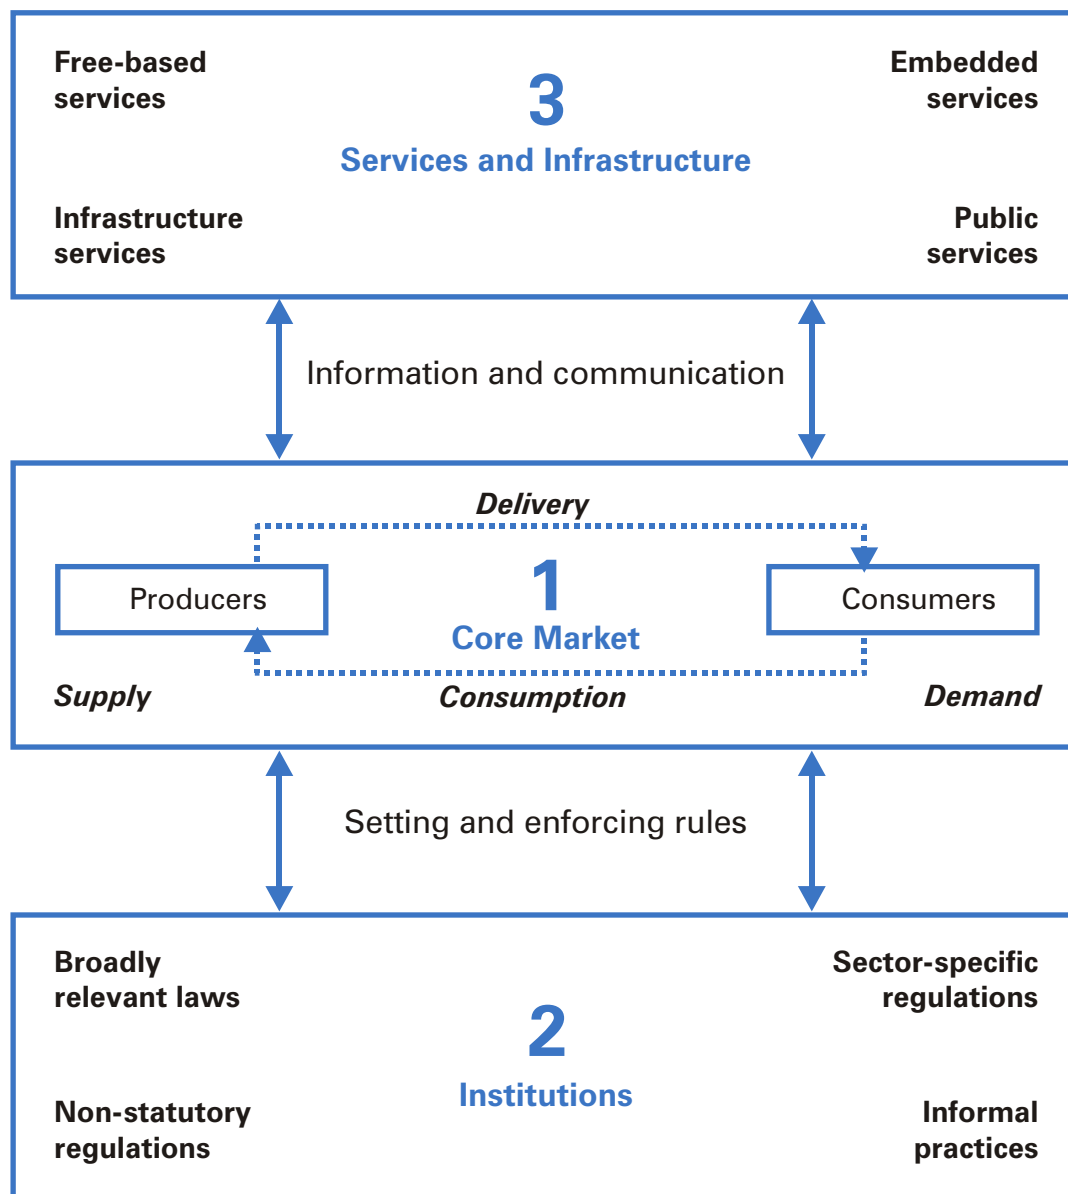 Free-based
services
Embedded
services
3
Services and Infrastructure
Infrastructure
services
Public
services
Information and communication
Delivery
Producers
1
Core Market
Consumers
Supply
Consumption
Demand
Setting and enforcing rules
Broadly
relevant laws
Sector-specific
regulations
2
Institutions
Non-statutory
regulations
Informal
practices